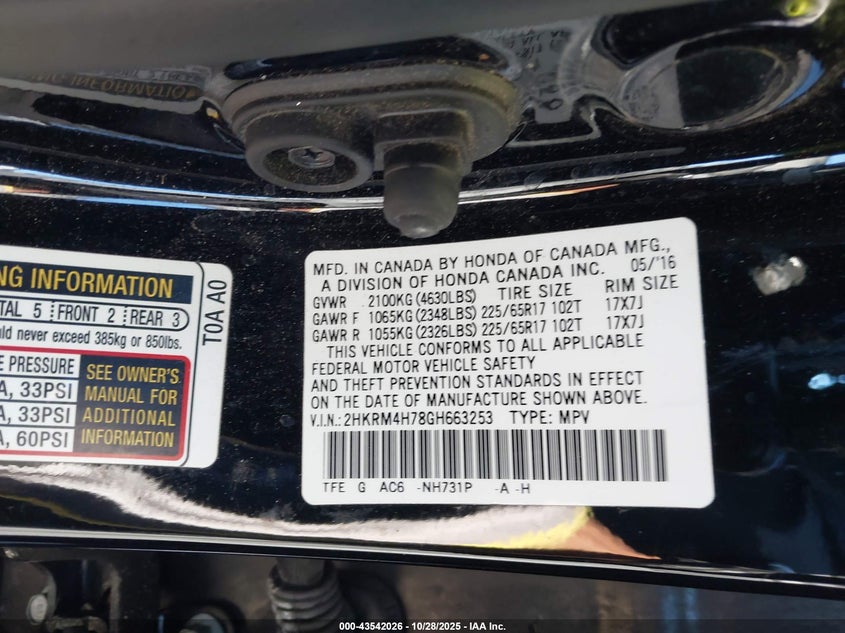 NG INFORMATION
TAL 5 FRONT 2 REAR 3
uld never exceed 385kg or 850lbs.
E PRESSURE
A, 33PSI
A, 33PSI
A, 60PSI
SEE OWNER'S
MANUAL FOR
ADDITIONAL
INFORMATION
T0A A0
MFD. IN CANADA BY HONDA OF CANADA MFG.,
A DIVISION OF HONDA CANADA INC. 05/'16
GVWR 2100KG(4630LBS) TIRE SIZE RIM SIZE
GAWR F 1065KG(2348LBS) 225/65R17 102T 17X7J
GAWR R 1055KG(2326LBS) 225/65R17 102T 17X7J
THIS VEHICLE CONFORMS TO ALL APPLICABLE
FEDERAL MOTOR VEHICLE SAFETY
AND THEFT PREVENTION STANDARDS IN EFFECT
ON THE DATE OF MANUFACTURE SHOWN ABOVE.
V.I.N.: 2HKRM4H78GH663253 TYPE: MPV
TFE G AC6 -NH731P -A -H
000-43542026 • 10/28/2025 - IAA Inc.